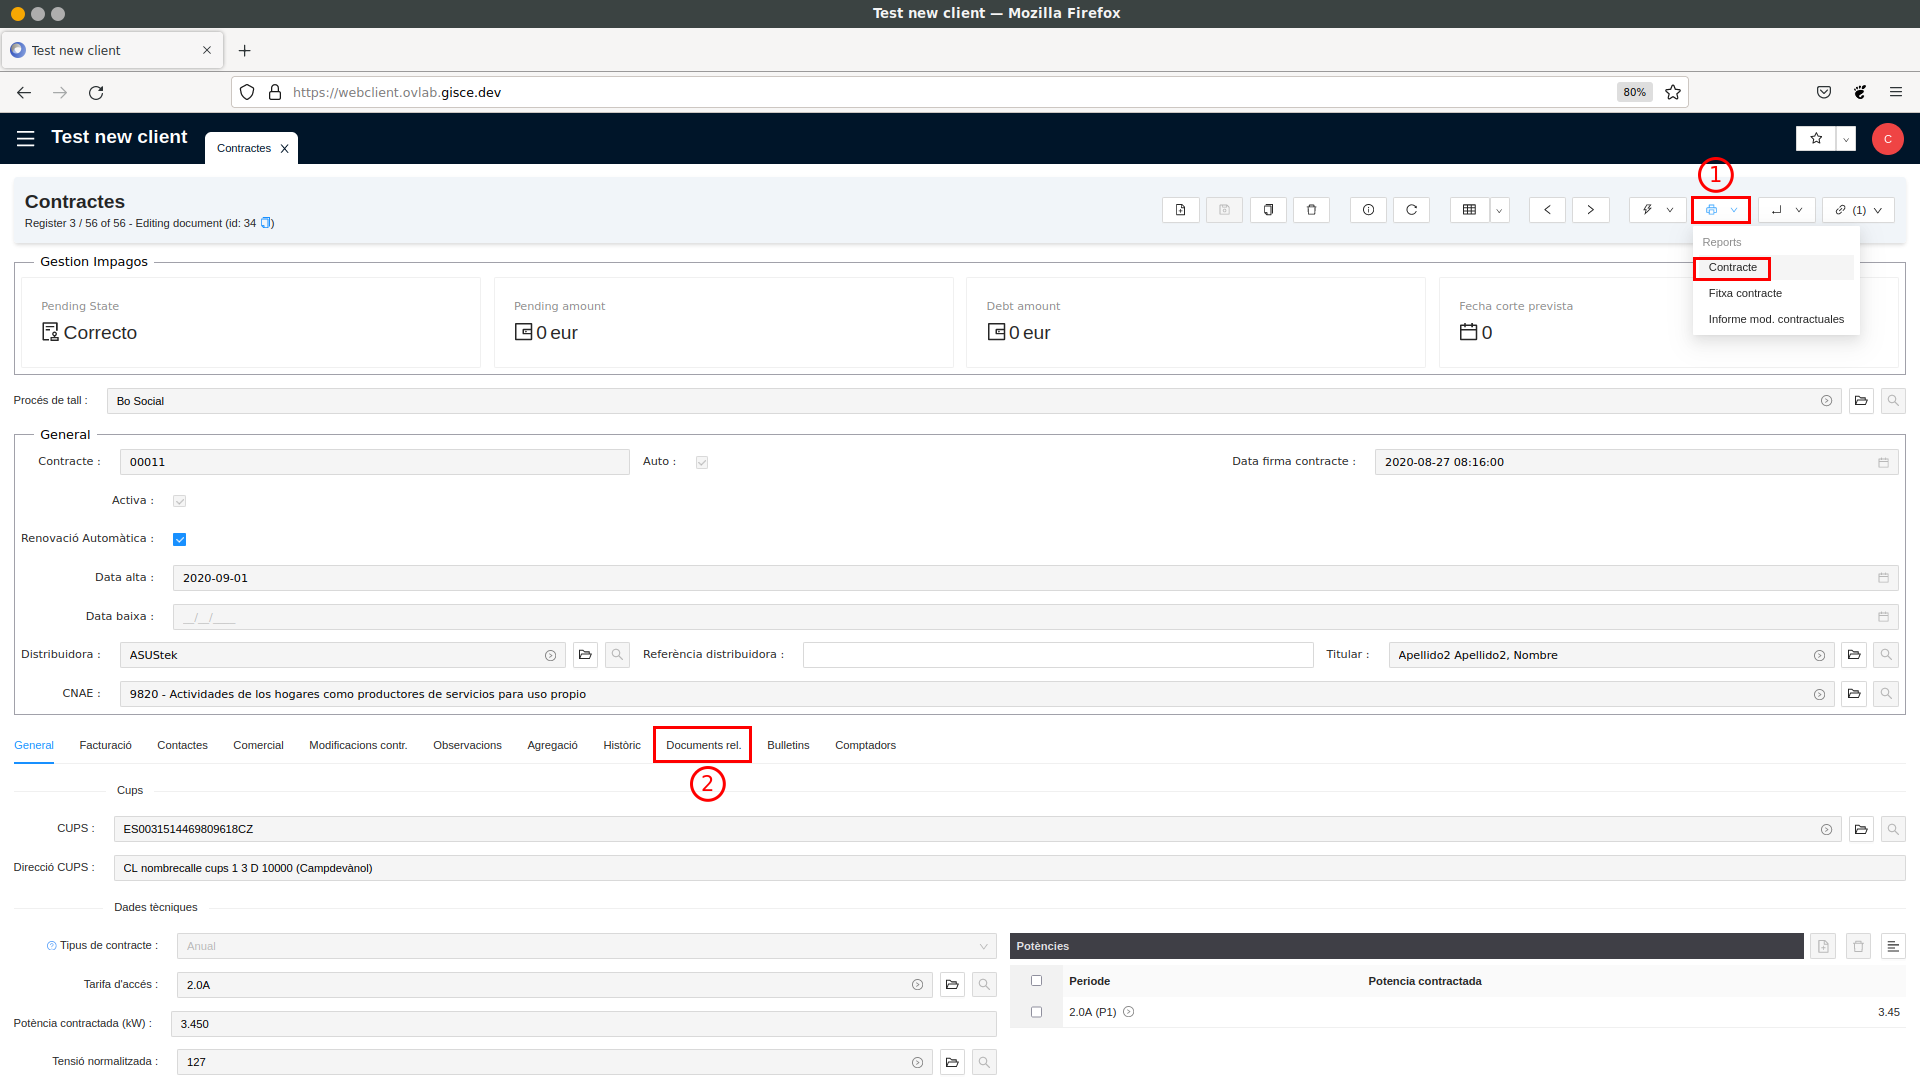 Test new client — Mozilla Firefox
Test new client
https://webclient.ovlab.gisce.dev
80%
Test new client
Contractes
C
1
Contractes
Register 3 / 56 of 56 - Editing document (id: 34 )
(1)
Reports
Contracte
Fitxa contracte
Informe mod. contractuales
Gestion Impagos
Pending State
Correcto
Pending amount
0 eur
Debt amount
0 eur
Fecha corte prevista
0
Procés de tall :
Bo Social
General
Contracte :
00011
Auto :
Data firma contracte :
2020-08-27 08:16:00
Activa :
Renovació Automàtica :
Data alta :
2020-09-01
Data baixa :
__/__/____
Distribuidora :
ASUStek
Referència distribuidora :
Titular :
Apellido2 Apellido2, Nombre
CNAE :
9820 - Actividades de los hogares como productores de servicios para uso propio
General
Facturació
Contactes
Comercial
Modificacions contr.
Observacions
Agregació
Històric
Documents rel.
Bulletins
Comptadors
2
Cups
CUPS :
ES0031514469809618CZ
Direcció CUPS :
CL nombrecalle cups 1 3 D 10000 (Campdevànol)
Dades tècniques
Tipus de contracte :
Anual
Tarifa d'accés :
2.0A
Potència contractada (kW) :
3.450
Tensió normalitzada :
127
Potències
Periode
Potencia contractada
2.0A (P1)
3.45